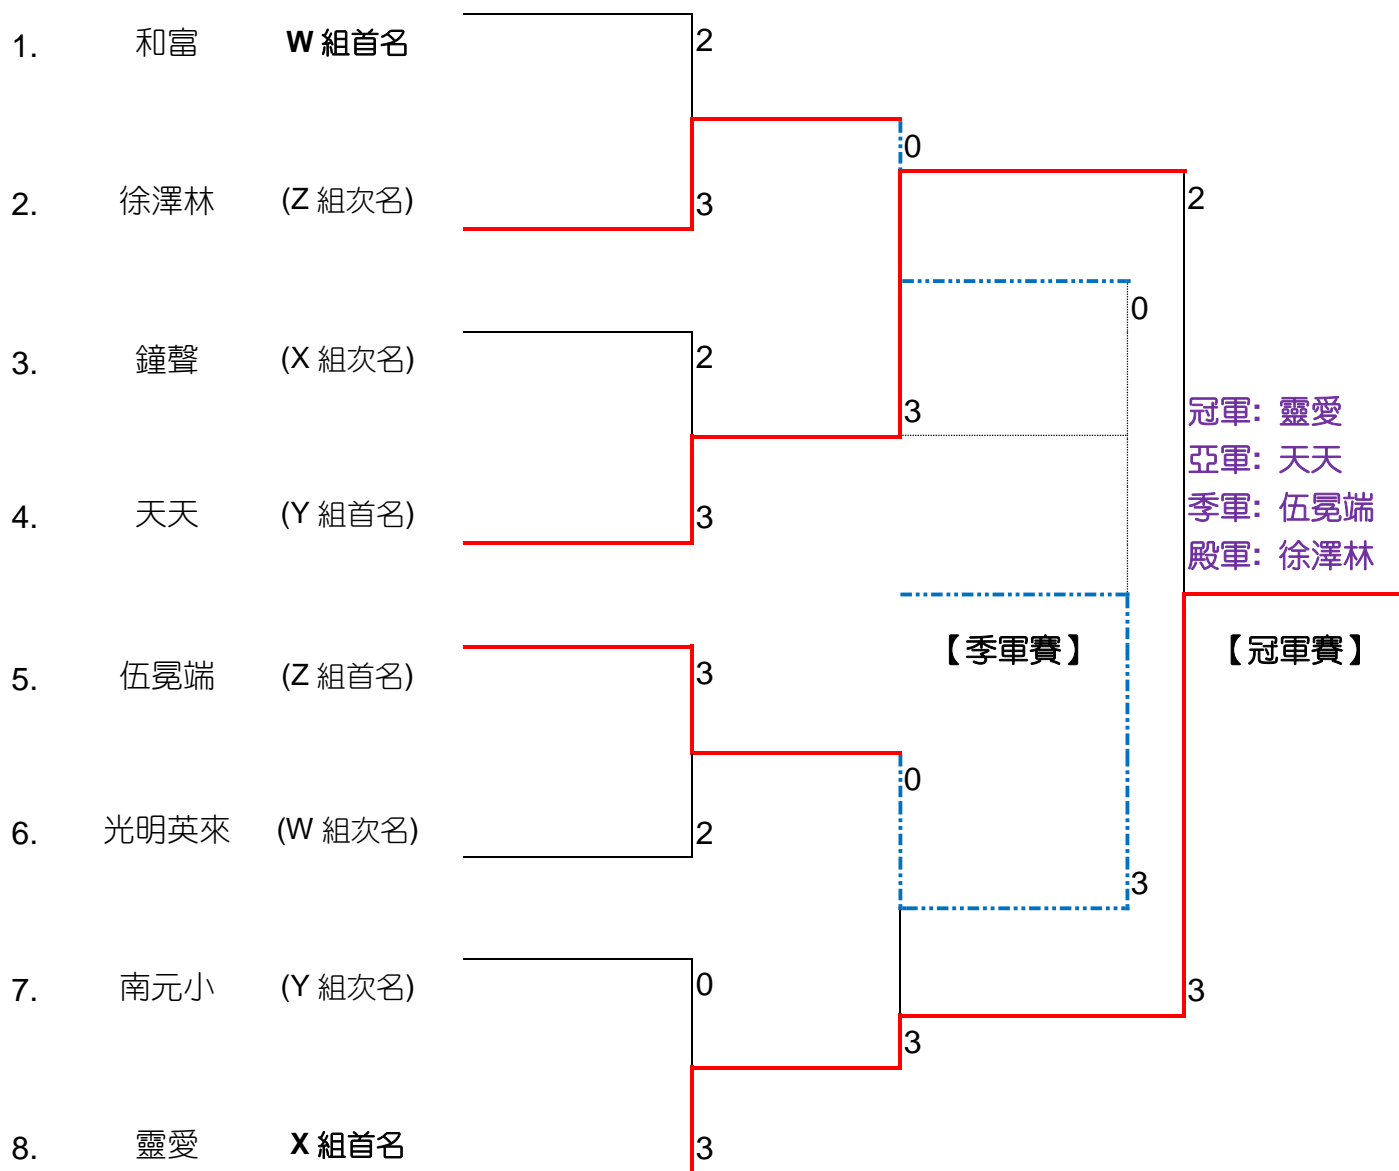 1. 和富 W 組首名 2
0
2. 徐澤林 (Z 組次名) 3 2
0
3. 鐘聲 (X 組次名) 2
3 冠軍: 靈愛
亞軍: 天天
4. 天天 (Y 組首名) 3 季軍: 伍冕端
殿軍: 徐澤林
【季軍賽】 【冠軍賽】
5. 伍冕端 (Z 組首名) 3
0
6. 光明英來 (W 組次名) 2
3
7. 南元小 (Y 組次名) 0 3
3
8. 靈愛 X 組首名 3